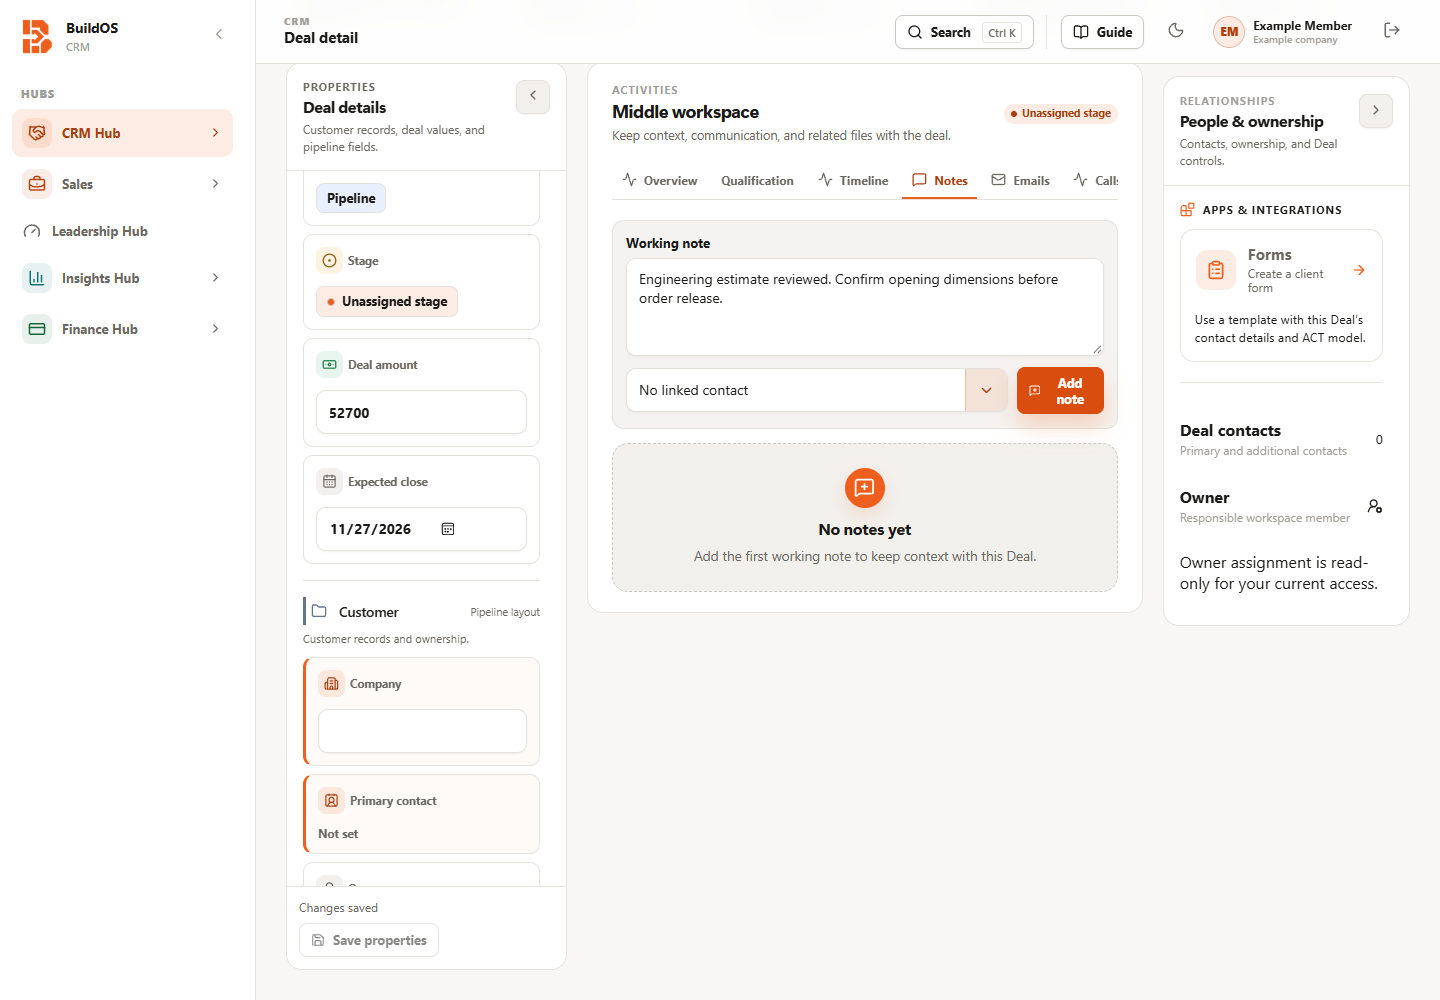 BuildOS
CRM
HUBS
CRM Hub
Sales
Leadership Hub
Insights Hub
Finance Hub
CRM
Deal detail
Search
Ctrl K
Guide
EM
Example Member
Example company
PROPERTIES
Deal details
Customer records, deal values, and
pipeline fields.
Pipeline
Stage
Unassigned stage
Deal amount
52700
Expected close
11/27/2026
Customer
Pipeline layout
Customer records and ownership.
Company
Primary contact
Not set
Changes saved
Save properties
ACTIVITIES
Middle workspace
Keep context, communication, and related files with the deal.
Unassigned stage
Overview
Qualification
Timeline
Notes
Emails
Calls
Working note
Engineering estimate reviewed. Confirm opening dimensions before
order release.
No linked contact
Add
note
No notes yet
Add the first working note to keep context with this Deal.
RELATIONSHIPS
People & ownership
Contacts, ownership, and Deal
controls.
APPS & INTEGRATIONS
Forms
Create a client
form
Use a template with this Deal's
contact details and ACT model.
Deal contacts
Primary and additional contacts
0
Owner
Responsible workspace member
Owner assignment is read-
only for your current access.